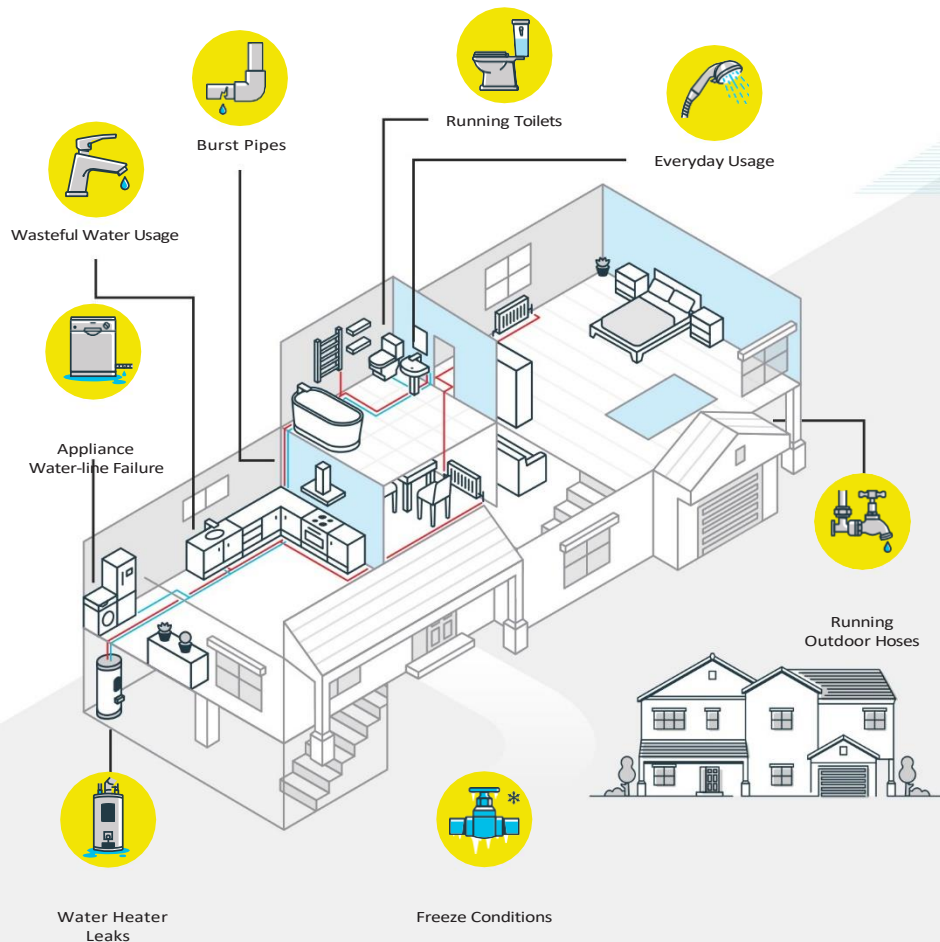 Running Toilets
Burst Pipes
Everyday Usage
Wasteful Water Usage
Appliance
Water-line Failure
Running
Outdoor Hoses
Water Heater
Leaks
Freeze Conditions